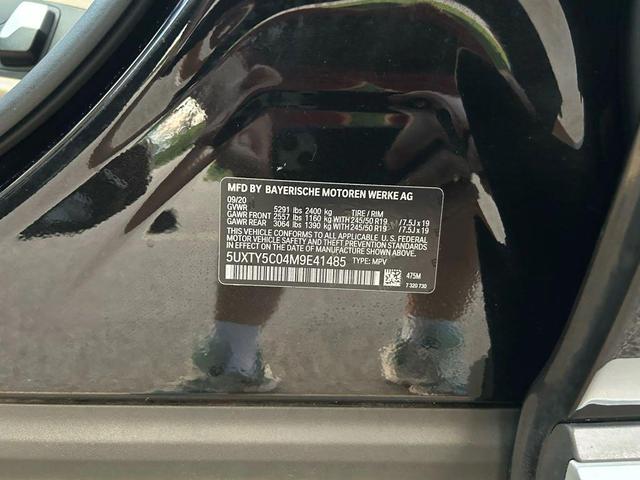 MFD BY BAYERISCHE MOTOREN WERKE AG
09/20
GVWR 5291 lbs 2400 kg TIRE / RIM
GAWR FRONT 2557 lbs 1160 kg WITH 245/50 R19 /7.5J x 19
GAWR REAR 3064 lbs 1390 kg WITH 245/50 R19 /7.5J x 19
THIS VEHICLE CONFORMS TO ALL APPLICABLE U.S.
FEDERAL MOTOR VEHICLE SAFETY AND THEFT PREVENTION STANDARDS
IN EFFECT ON THE DATE OF MANUFACTURE SHOWN ABOVE.
5UXTY5C04M9E41485 TYPE: MPV
475M
7 320 730